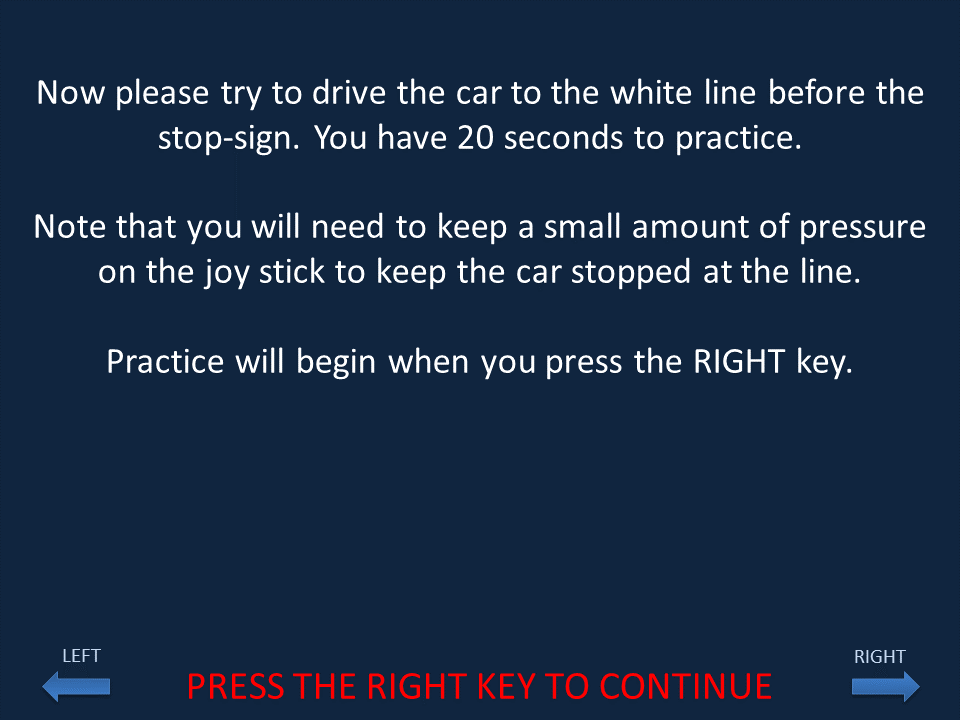 Now please try to drive the car to the white line before the
stop-sign. You have 20 seconds to practice.
Note that you will need to keep a small amount of pressure
on the joy stick to keep the car stopped at the line.
Practice will begin when you press the RIGHT key.
LEFT
RIGHT
PRESS THE RIGHT KEY TO CONTINUE